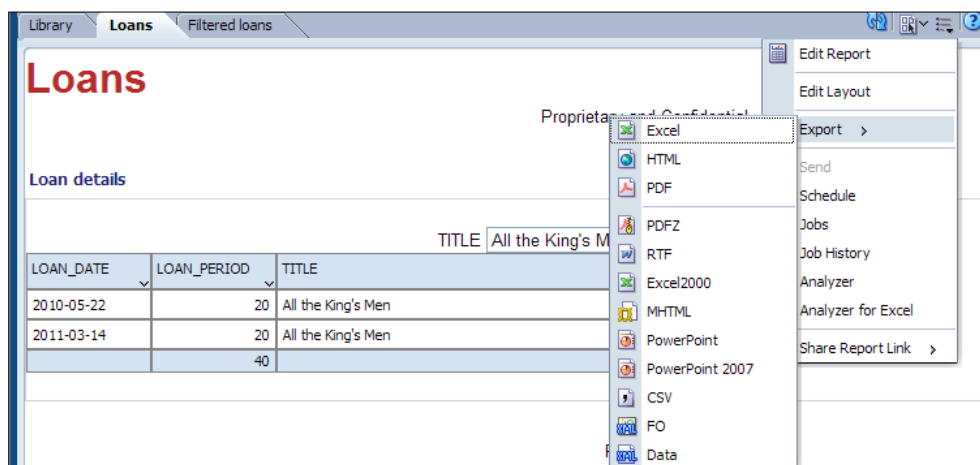 Library Loans Filtered loans
Loans
Proprietary and Confidential
Loan details
TITLE All the King's M
LOAN_DATE LOAN_PERIOD TITLE
2010-05-22 20 All the King's Men
2011-03-14 20 All the King's Men
40
Edit Report
Edit Layout
Export >
Send
Schedule
Jobs
Job History
Analyzer
Analyzer for Excel
Share Report Link >
Excel
HTML
PDF
PDFZ
RTF
Excel2000
MHTML
PowerPoint
PowerPoint 2007
CSV
FO
Data